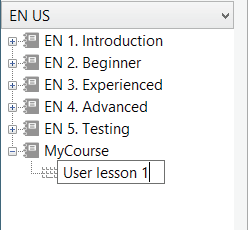 EN US
EN 1. Introduction
EN 2. Beginner
EN 3. Experienced
EN 4. Advanced
EN 5. Testing
MyCourse
User lesson 1